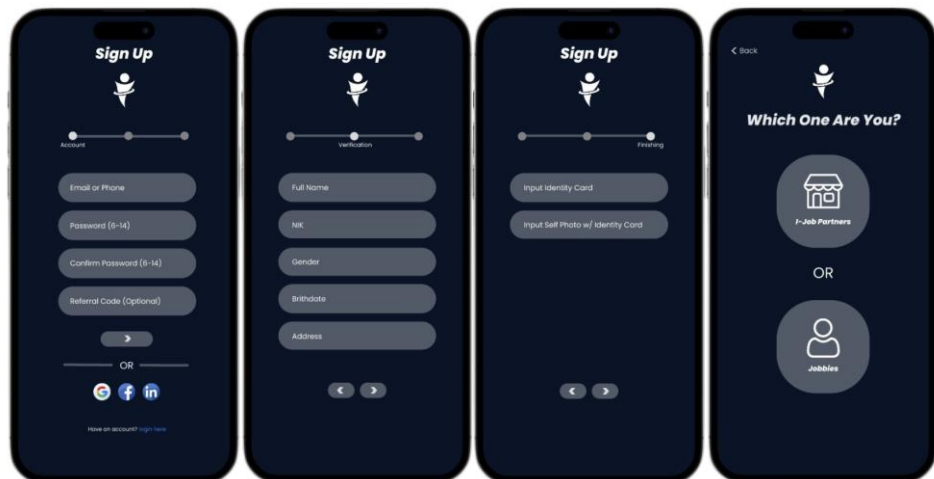 Sign Up
Account
Email or Phone
Password (6-14)
Confirm Password (6-14)
Referral Code (Optional)
OR
Have an account? login here
Sign Up
Verification
Full Name
NIK
Gender
Brithdate
Address
Sign Up
Finishing
Input Identity Card
Input Self Photo w/ Identity Card
Back
Which One Are You?
I-Job Partners
OR
Jobbies